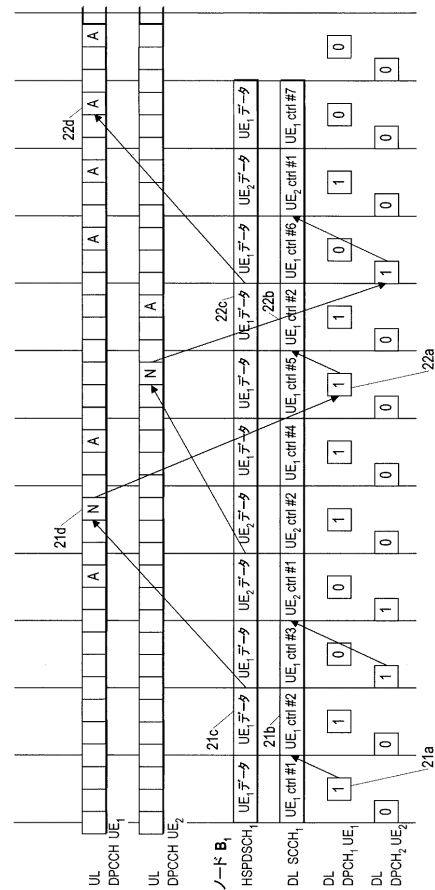 21d 22d
UL DPCCH UE₁ A N A A A A A
UL DPCCH UE₂ N A
ノード B₁
21c 22c
HSPDSCH₁ UE₁データ UE₁データ UE₁データ UE₂データ UE₂データ UE₁データ UE₁データ UE₁データ UE₁データ UE₂データ UE₁データ
21b 22b
DL SCCH₁ UE₁ ctrl #1 UE₁ ctrl #2 UE₁ ctrl #3 UE₂ ctrl #1 UE₂ ctrl #2 UE₁ ctrl #4 UE₁ ctrl #5 UE₁ ctrl #2 UE₁ ctrl #6 UE₂ ctrl #1 UE₁ ctrl #7
DL DPCH₁ UE₁ 1 1 0 0 1 1 1 1 0 1 0 0
DL DPCH₂ UE₂ 0 0 1 1 0 0 0 0 1 0 0 0
21a 22a